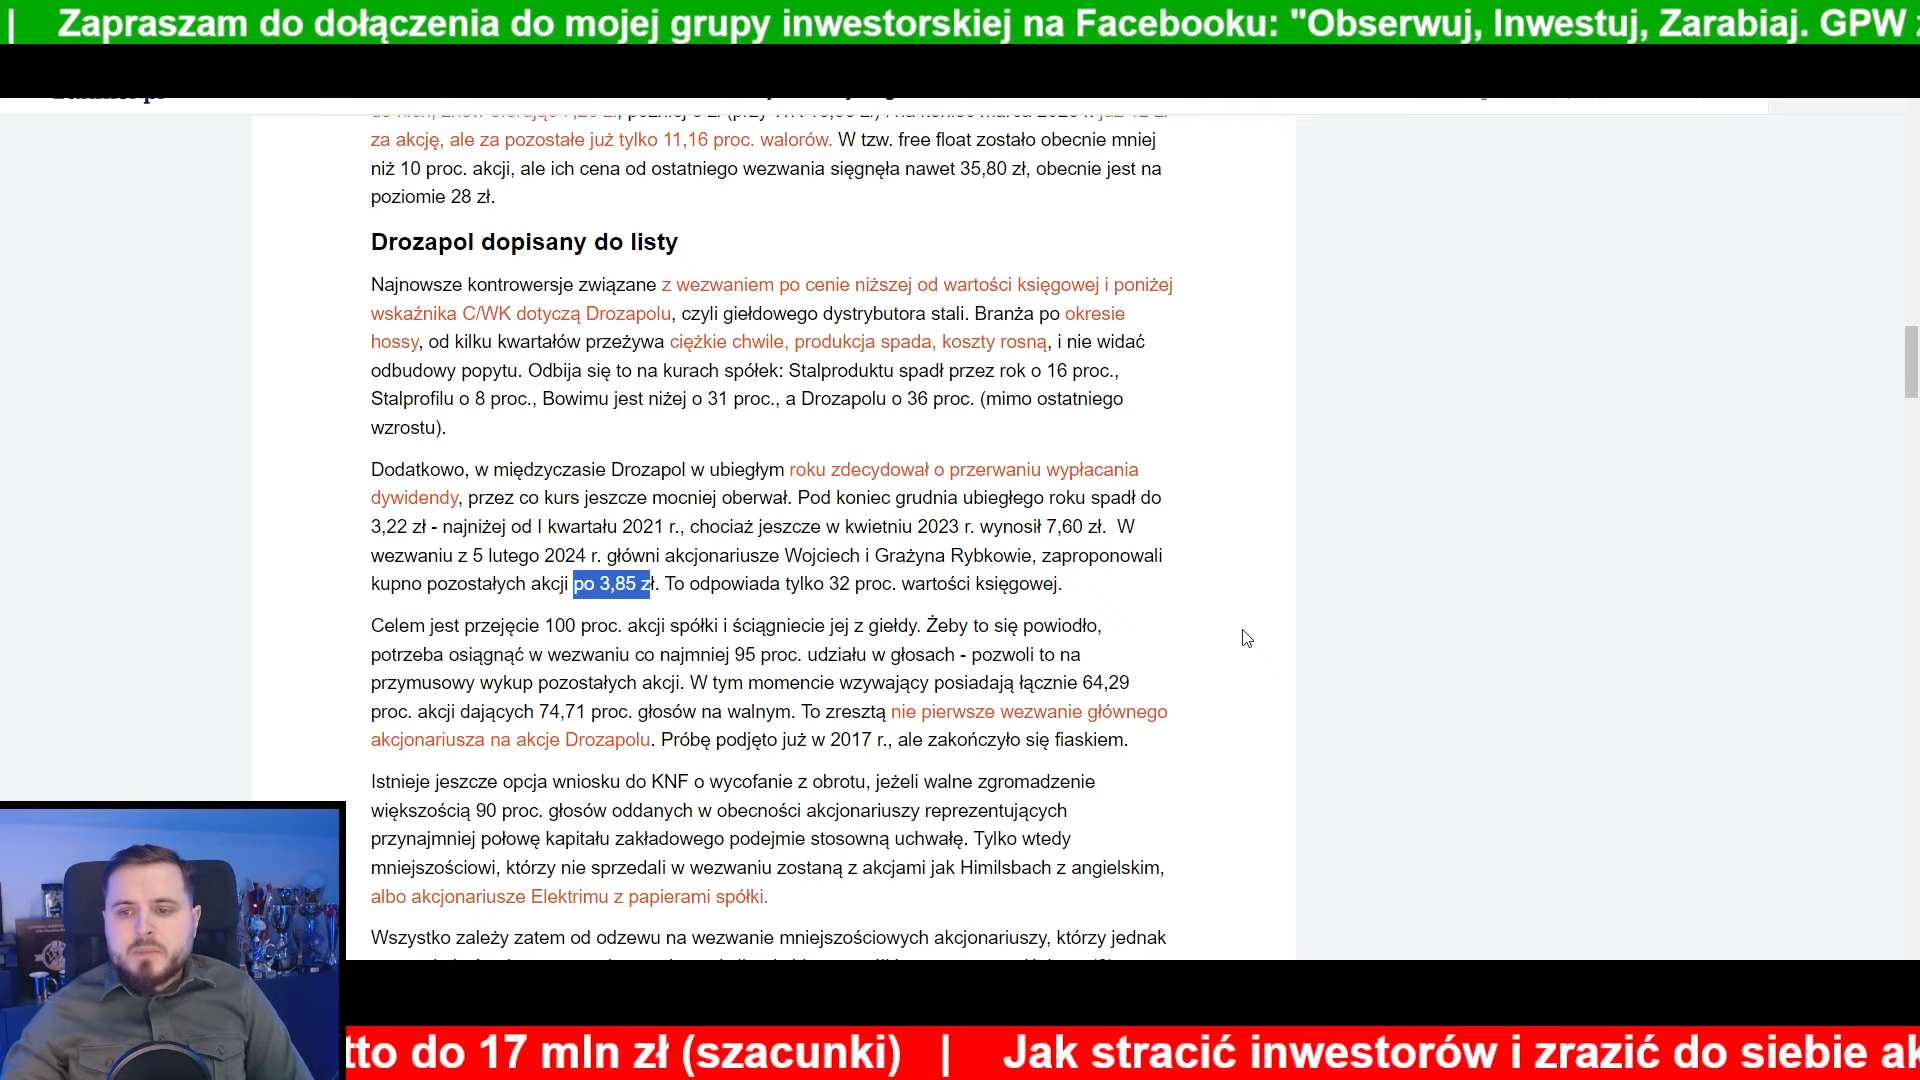 | Zapraszam do dołączenia do mojej grupy inwestorskiej na Facebooku: "Obserwuj, Inwestuj, Zarabiaj. GPW
za akcję, ale za pozostałe już tylko 11,16 proc. walorów. W tzw. free float zostało obecnie mniej
niż 10 proc. akcji, ale ich cena od ostatniego wezwania sięgnęła nawet 35,80 zł, obecnie jest na
poziomie 28 zł.
Drozapol dopisany do listy
Najnowsze kontrowersje związane z wezwaniem po cenie niższej od wartości księgowej i poniżej
wskaźnika C/WK dotyczą Drozapolu, czyli giełdowego dystrybutora stali. Branża po okresie
hossy, od kilku kwartałów przeżywa ciężkie chwile, produkcja spada, koszty rosną, i nie widać
odbudowy popytu. Odbija się to na kurach spółek: Stalproduktu spadł przez rok o 16 proc.,
Stalprofilu o 8 proc., Bowimu jest niżej o 31 proc., a Drozapolu o 36 proc. (mimo ostatniego
wzrostu).
Dodatkowo, w międzyczasie Drozapol w ubiegłym roku zdecydował o przerwaniu wypłacania
dywidendy, przez co kurs jeszcze mocniej oberwał. Pod koniec grudnia ubiegłego roku spadł do
3,22 zł - najniżej od I kwartału 2021 r., chociaż jeszcze w kwietniu 2023 r. wynosił 7,60 zł. W
wezwaniu z 5 lutego 2024 r. główni akcjonariusze Wojciech i Grażyna Rybkowie, zaproponowali
kupno pozostałych akcji po 3,85 zł. To odpowiada tylko 32 proc. wartości księgowej.
Celem jest przejęcie 100 proc. akcji spółki i ściągniecie jej z giełdy. Żeby to się powiodło,
potrzeba osiągnąć w wezwaniu co najmniej 95 proc. udziału w głosach - pozwoli to na
przymusowy wykup pozostałych akcji. W tym momencie wzywający posiadają łącznie 64,29
proc. akcji dających 74,71 proc. głosów na walnym. To zresztą nie pierwsze wezwanie głównego
akcjonariusza na akcje Drozapolu. Próbę podjęto już w 2017 r., ale zakończyło się fiaskiem.
Istnieje jeszcze opcja wniosku do KNF o wycofanie z obrotu, jeżeli walne zgromadzenie
większością 90 proc. głosów oddanych w obecności akcjonariuszy reprezentujących
przynajmniej połowę kapitału zakładowego podejmie stosowną uchwałę. Tylko wtedy
mniejszościowi, którzy nie sprzedali w wezwaniu zostaną z akcjami jak Himilsbach z angielskim,
albo akcjonariusze Elektrimu z papierami spółki.
Wszystko zależy zatem od odzewu na wezwanie mniejszościowych akcjonariuszy, którzy jednak
tto do 17 mln zł (szacunki) | Jak stracić inwestorów i zrazić do siebie ak